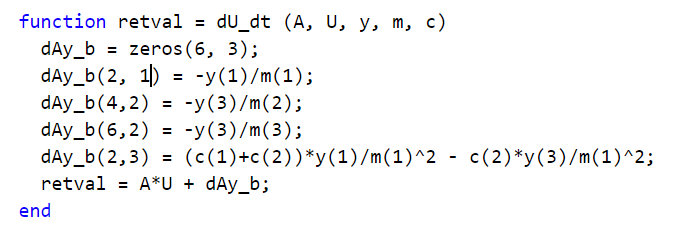 function retval = dU_dt (A, U, y, m, c)
dAy_b = zeros(6, 3);
dAy_b(2, 1) = -y(1)/m(1);
dAy_b(4,2) = -y(3)/m(2);
dAy_b(6,2) = -y(3)/m(3);
dAy_b(2,3) = (c(1)+c(2))*y(1)/m(1)^2 - c(2)*y(3)/m(1)^2;
retval = A*U + dAy_b;
end